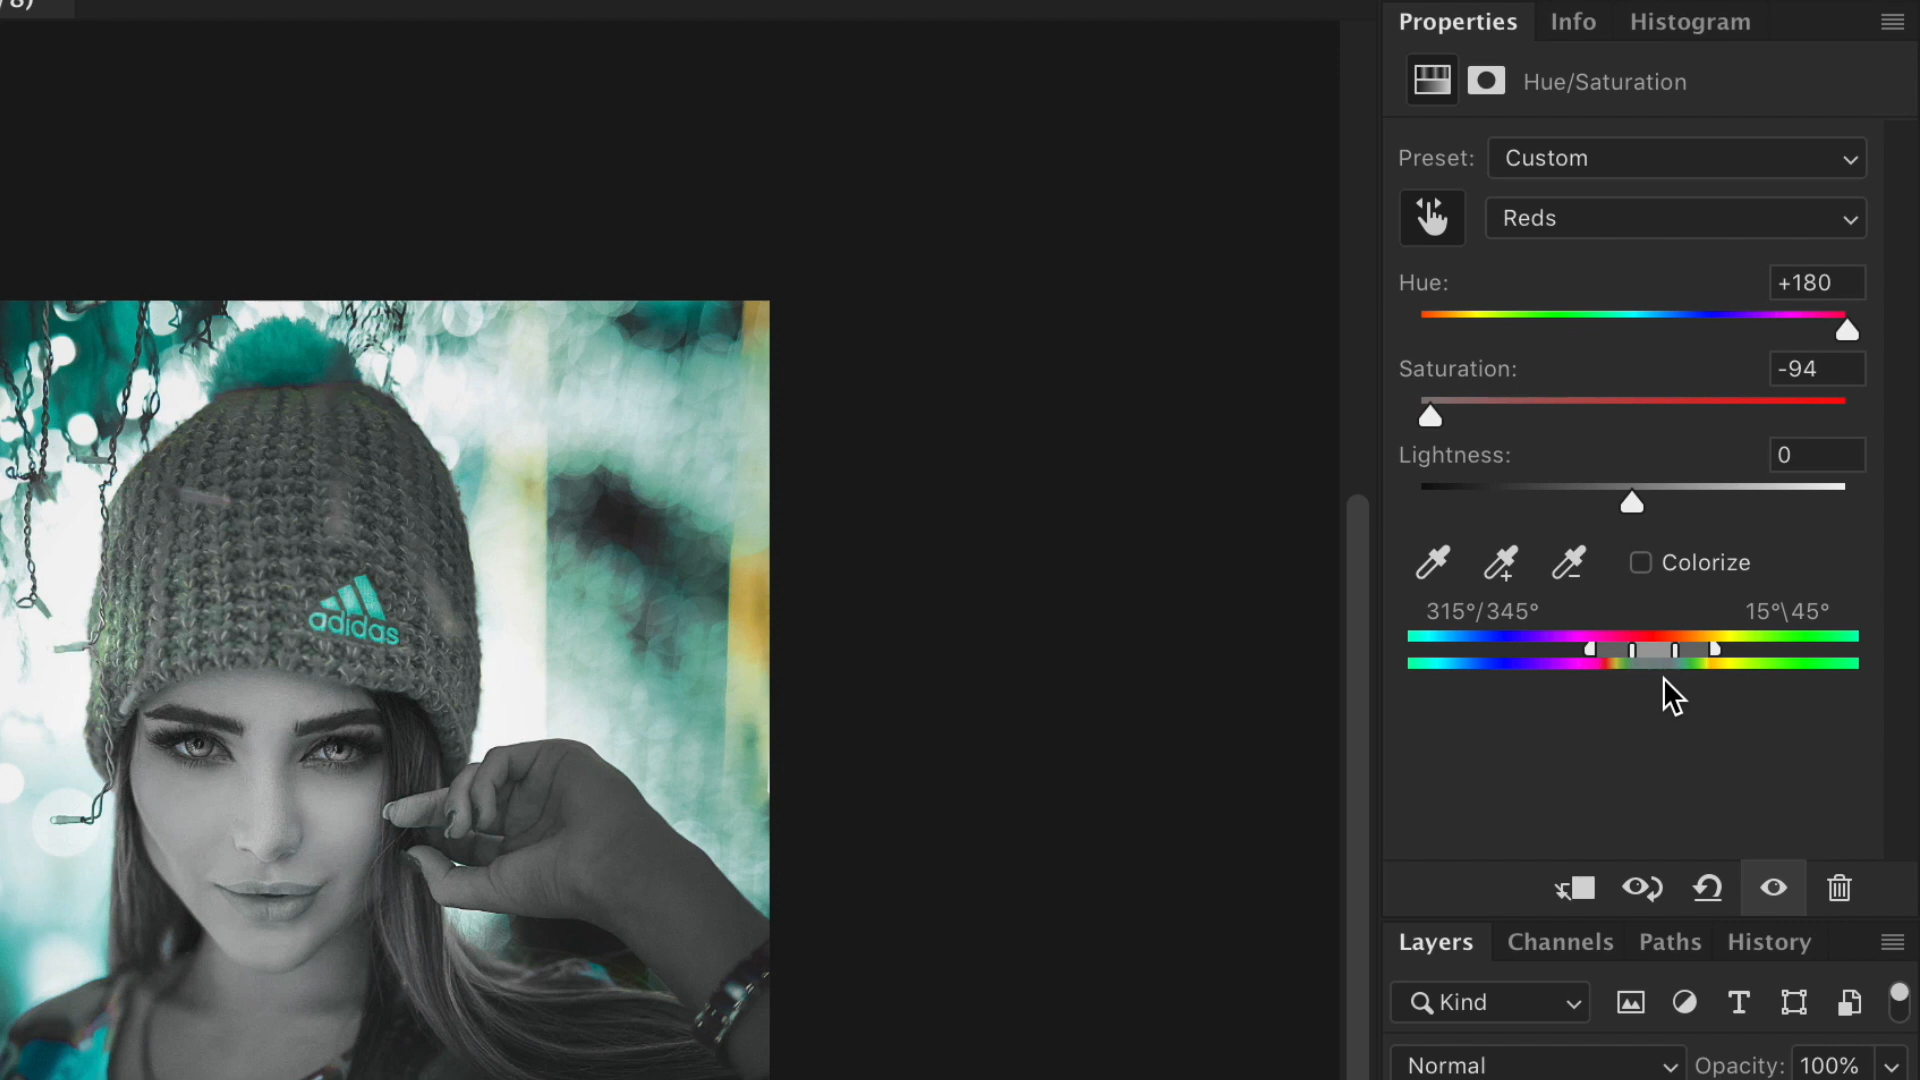 /8)
Properties Info Histogram
Hue/Saturation
Preset: Custom
Reds
Hue: +180
Saturation: -94
Lightness: 0
Colorize
315°/345° 15°\45°
adidas
Layers Channels Paths History
Kind
Normal Opacity: 100%